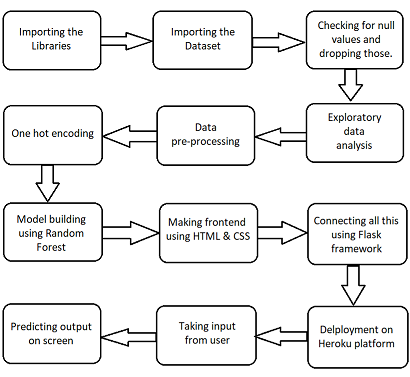 Importing the
Libraries
Importing the
Dataset
Checking for null
values and
dropping those.
Exploratory
data
analysis
Data
pre-processing
One hot encoding
Model building
using Random
Forest
Making frontend
using HTML & CSS
Connecting all this
using Flask
framework
Delployment on
Heroku platform
Taking input
from user
Predicting output
on screen